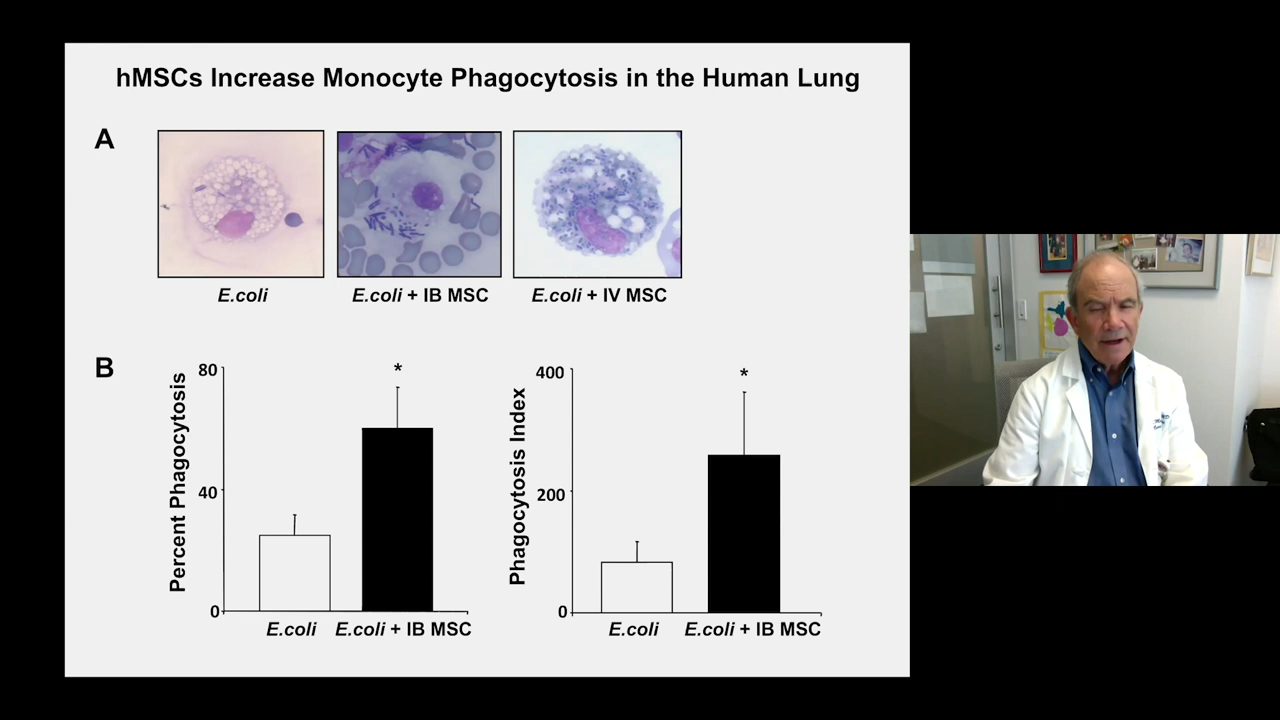 hMSCs Increase Monocyte Phagocytosis in the Human Lung
A
E.coli
E.coli + IB MSC
E.coli + IV MSC
B
Percent Phagocytosis
80
40
0
*
E.coli
E.coli + IB MSC
Phagocytosis Index
400
200
0
*
E.coli
E.coli + IB MSC